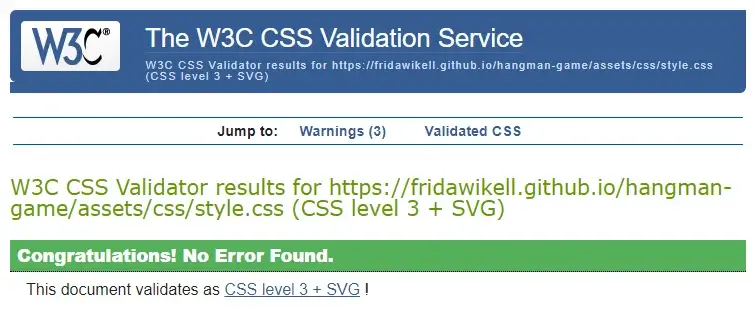 W3C®
The W3C CSS Validation Service
W3C CSS Validator results for https://fridawikell.github.io/hangman-game/assets/css/style.css
(CSS level 3 + SVG)
Jump to: Warnings (3) Validated CSS
W3C CSS Validator results for https://fridawikell.github.io/hangman-
game/assets/css/style.css (CSS level 3 + SVG)
Congratulations! No Error Found.
This document validates as CSS level 3 + SVG !